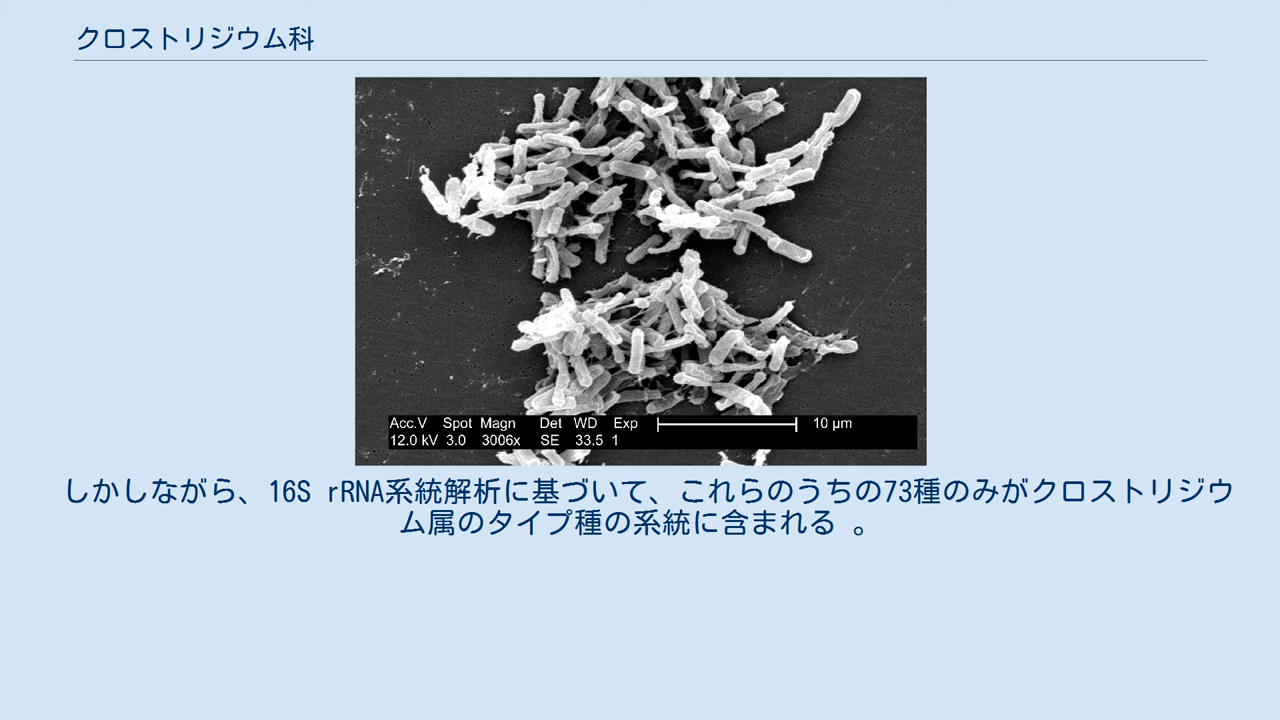 クロストリジウム科
Acc.V Spot Magn Det WD Exp 10 µm
12.0 kV 3.0 3006x SE 33.5 1
しかしながら、16S rRNA系統解析に基づいて、これらのうちの73種のみがクロストリジウ
ム属のタイプ種の系統に含まれる 。